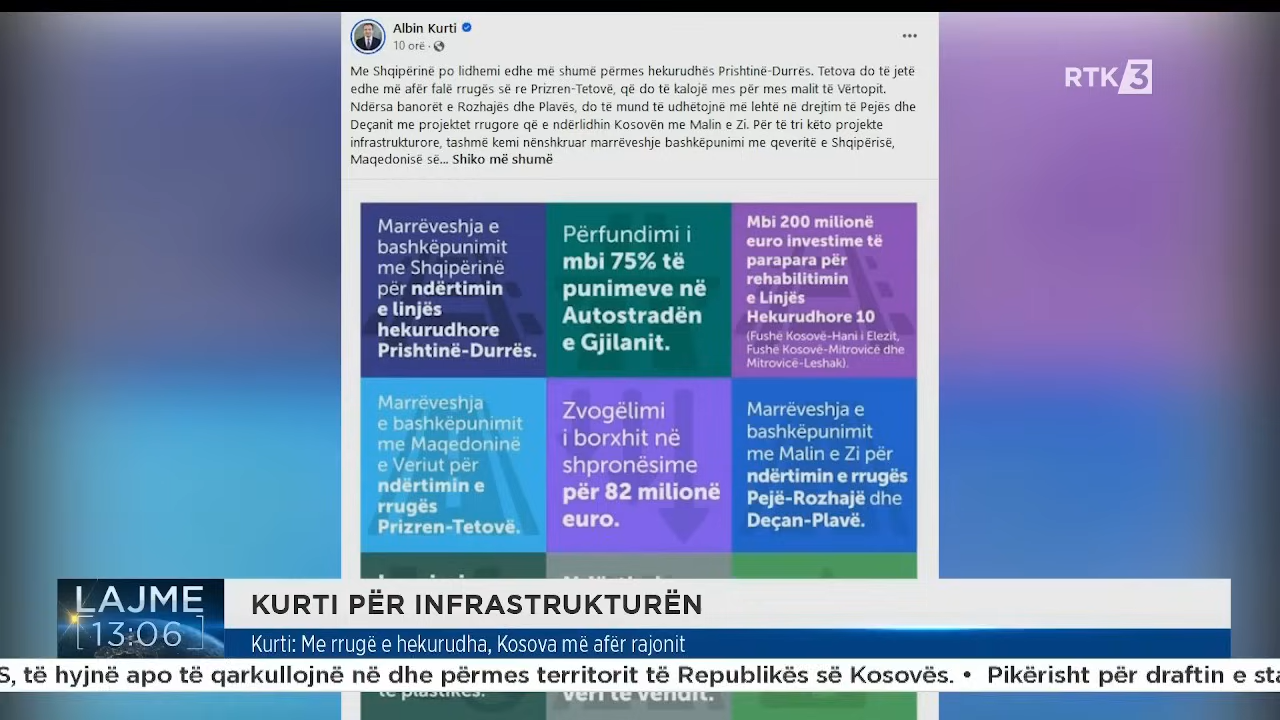 Albin Kurti
10 orë ·
RTK 3
Me Shqipërinë po lidhemi edhe më shumë përmes hekurudhës Prishtinë-Durrës. Tetova do të jetë
edhe më afër falë rrugës së re Prizren-Tetovë, që do të kalojë mes për mes malit të Vërtopit.
Ndërsa banorët e Rozhajës dhe Plavës, do të mund të udhëtojnë më lehtë në drejtim të Pejës dhe
Deçanit me projektet rrugore që e ndërlidhin Kosovën me Malin e Zi. Për të tri këto projekte
infrastrukturore, tashmë kemi nënshkruar marrëveshje bashkëpunimi me qeveritë e Shqipërisë,
Maqedonisë së... Shiko më shumë
Marrëveshja e
bashkëpunimit
me Shqipërinë
për ndërtimin
e linjës
hekurudhore
Prishtinë-Durrës.
Përfundimi i
mbi 75% të
punimeve në
Autostradën
e Gjilanit.
Mbi 200 milionë
euro investime të
parapara për
rehabilitimin
e Linjës
Hekurudhore 10
(Fushë Kosovë-Hani i Elezit,
Fushë Kosovë-Mitrovicë dhe
Mitrovicë-Leshak).
Marrëveshja
e bashkëpunimit
me Maqedoninë
e Veriut për
ndërtimin e
rrugës
Prizren-Tetovë.
Zvogëlimi
i borxhit në
shpronësime
për 82 milionë
euro.
Marrëveshja e
bashkëpunimit
me Malin e Zi për
ndërtimin e rrugës
Pejë-Rozhajë dhe
Deçan-Plavë.
LAJME
13:06
KURTI PËR INFRASTRUKTURËN
Kurti: Me rrugë e hekurudha, Kosova më afër rajonit
S, të hyjnë apo të qarkullojnë në dhe përmes territorit të Republikës së Kosovës. • Pikërisht për draftin e sta
të plastikës.
veri të vendit.